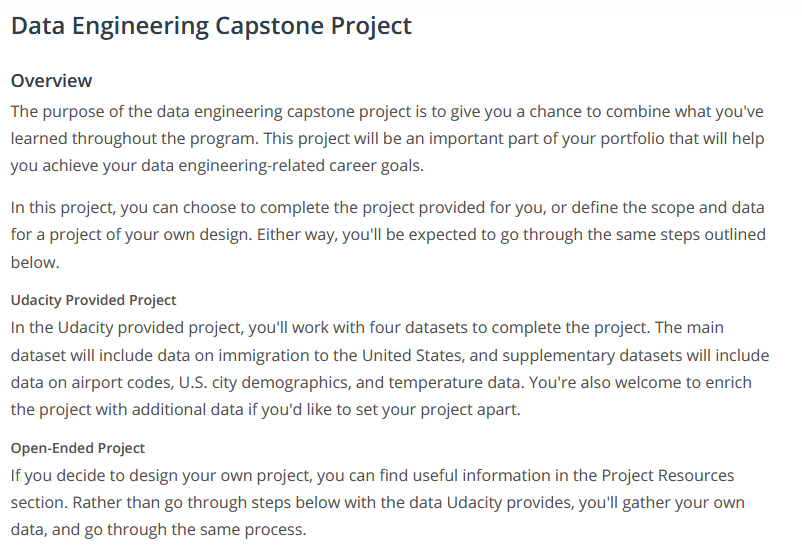 Data Engineering Capstone Project
Overview
The purpose of the data engineering capstone project is to give you a chance to combine what you've
learned throughout the program. This project will be an important part of your portfolio that will help
you achieve your data engineering-related career goals.
In this project, you can choose to complete the project provided for you, or define the scope and data
for a project of your own design. Either way, you'll be expected to go through the same steps outlined
below.
Udacity Provided Project
In the Udacity provided project, you'll work with four datasets to complete the project. The main
dataset will include data on immigration to the United States, and supplementary datasets will include
data on airport codes, U.S. city demographics, and temperature data. You're also welcome to enrich
the project with additional data if you'd like to set your project apart.
Open-Ended Project
If you decide to design your own project, you can find useful information in the Project Resources
section. Rather than go through steps below with the data Udacity provides, you'll gather your own
data, and go through the same process.